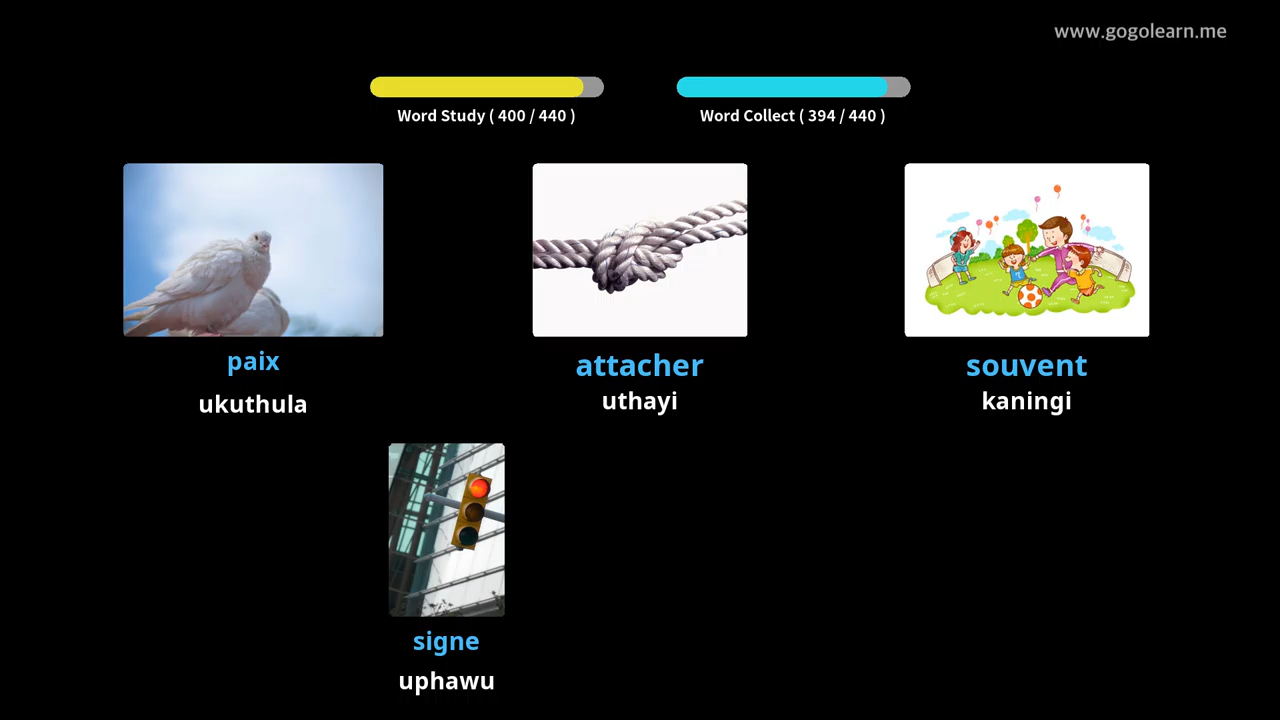 www.gogolearn.me
Word Study ( 400 / 440 )
Word Collect ( 394 / 440 )
paix
ukuthula
attacher
uthayi
souvent
kaningi
signe
uphawu